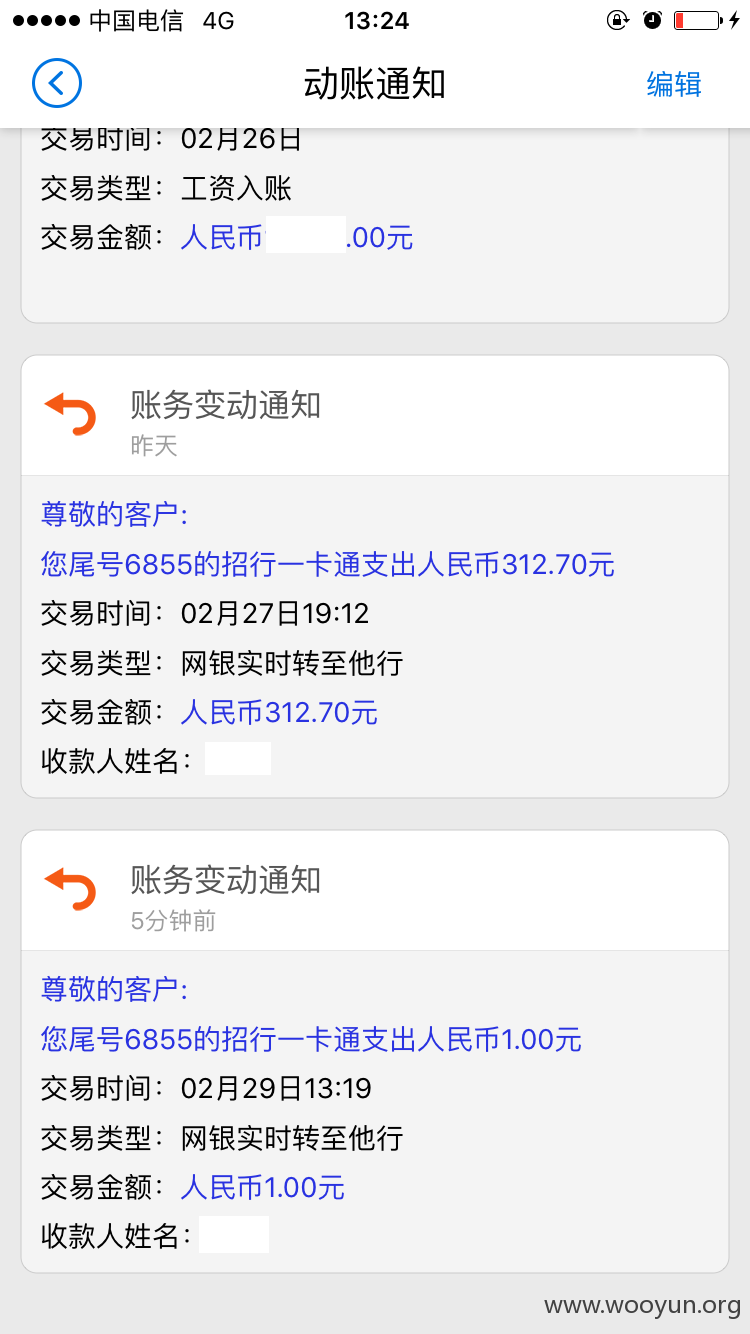 中国电信 4G 13:24
动账通知 编辑
交易时间：02月26日
交易类型：工资入账
交易金额：人民币 .00元
账务变动通知
昨天
尊敬的客户:
您尾号6855的招行一卡通支出人民币312.70元
交易时间：02月27日19:12
交易类型：网银实时转至他行
交易金额：人民币312.70元
收款人姓名：
账务变动通知
5分钟前
尊敬的客户:
您尾号6855的招行一卡通支出人民币1.00元
交易时间：02月29日13:19
交易类型：网银实时转至他行
交易金额：人民币1.00元
收款人姓名：
www.wooyun.org